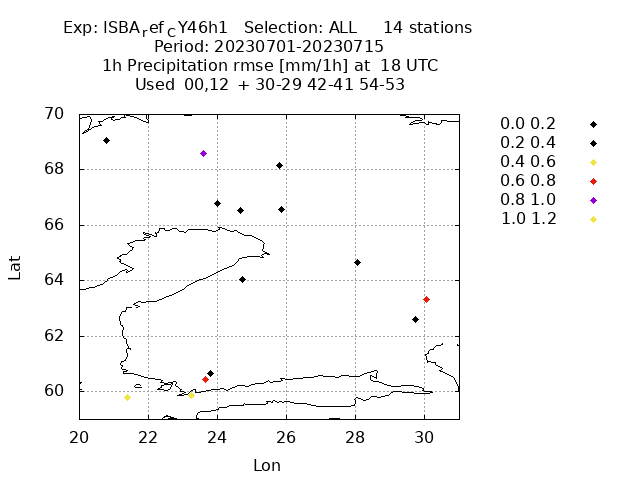 Exp: ISBArefCY46h1 Selection: ALL 14 stations
Period: 20230701-20230715
1h Precipitation rmse [mm/1h] at 18 UTC
Used 00,12 + 30-29 42-41 54-53
70
68
66
64
62
60
20 22 24 26 28 30
Lat
Lon
0.0 0.2
0.2 0.4
0.4 0.6
0.6 0.8
0.8 1.0
1.0 1.2